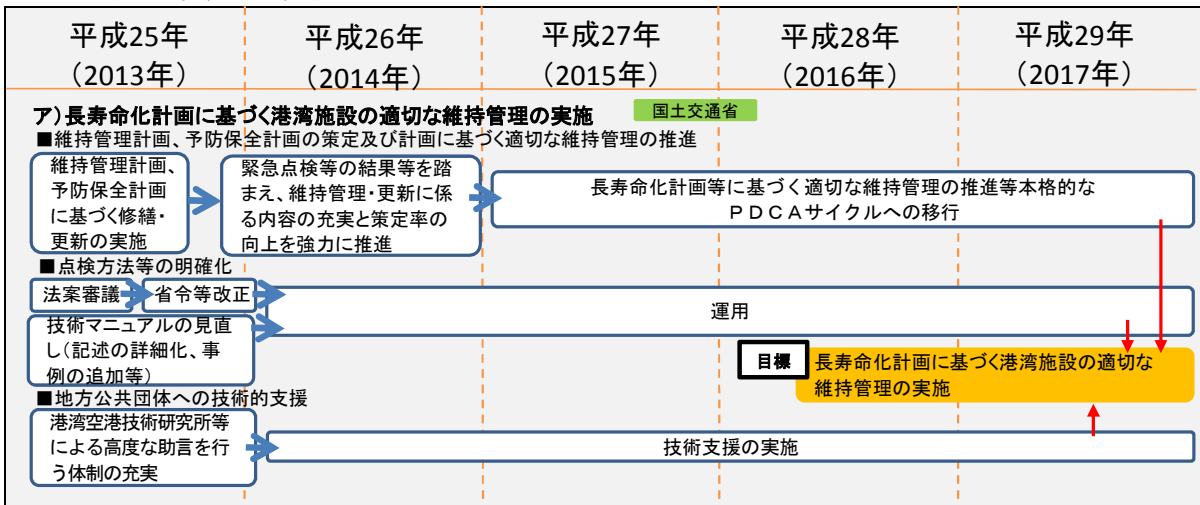 平成25年
(2013年)
平成26年
(2014年)
平成27年
(2015年)
平成28年
(2016年)
平成29年
(2017年)
ア)長寿命化計画に基づく港湾施設の適切な維持管理の実施
国土交通省
■維持管理計画、予防保全計画の策定及び計画に基づく適切な維持管理の推進
維持管理計画、
予防保全計画
に基づく修繕・
更新の実施
緊急点検等の結果等を踏
まえ、維持管理・更新に係
る内容の充実と策定率の
向上を強力に推進
長寿命化計画等に基づく適切な維持管理の推進等本格的な
PDCAサイクルへの移行
■点検方法等の明確化
法案審議
省令等改正
運用
技術マニュアルの見直
し(記述の詳細化、事
例の追加等)
目標
長寿命化計画に基づく港湾施設の適切な
維持管理の実施
■地方公共団体への技術的支援
港湾空港技術研究所等
による高度な助言を行
う体制の充実
技術支援の実施